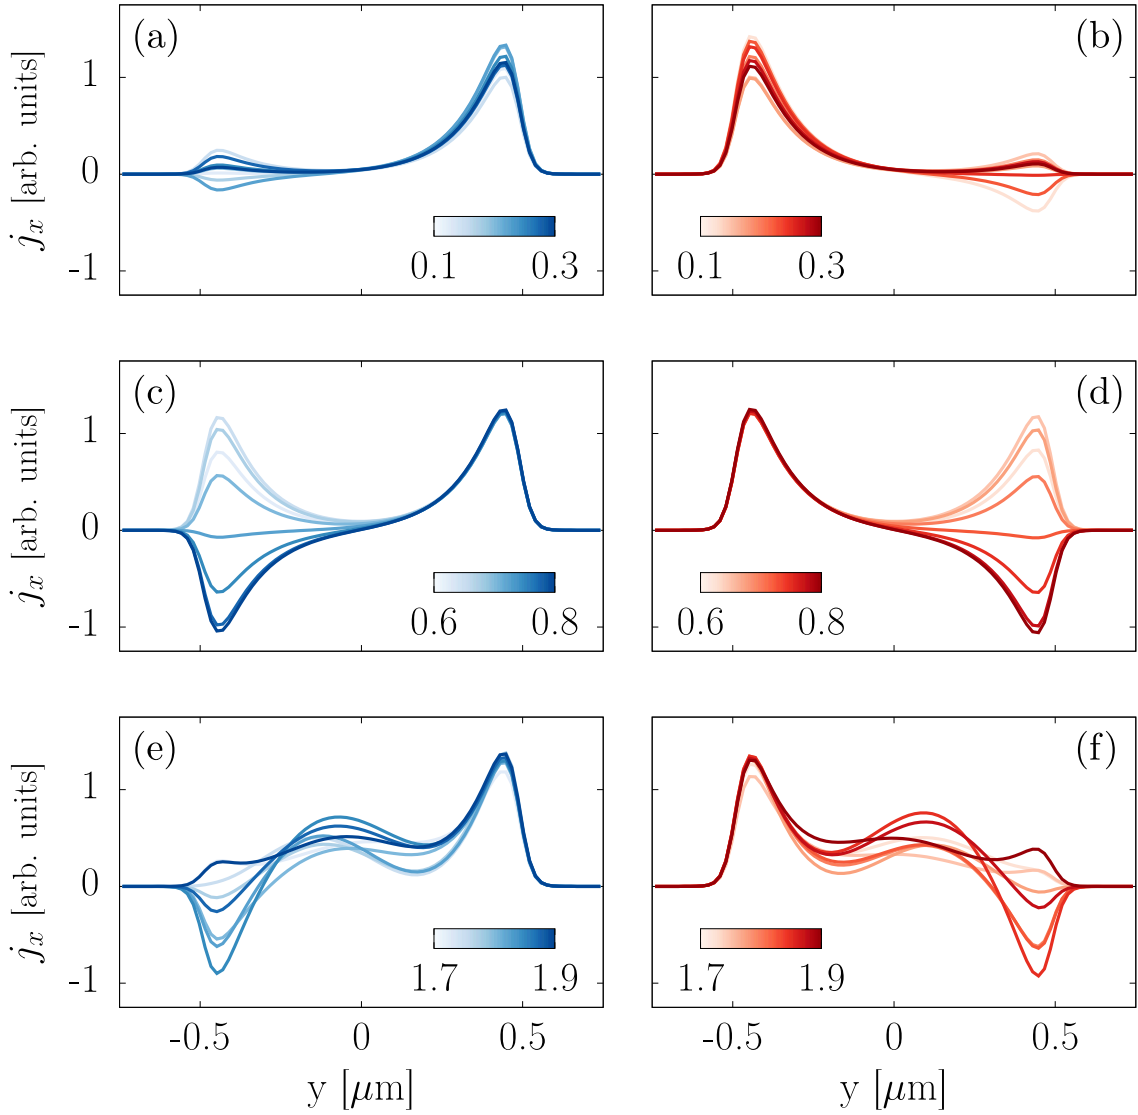 (a)
(b)
j_x [arb. units]
1
0
-1
0.1 0.3
0.1 0.3
(c)
(d)
j_x [arb. units]
1
0
-1
0.6 0.8
0.6 0.8
(e)
(f)
j_x [arb. units]
1
0
-1
1.7 1.9
1.7 1.9
-0.5 0 0.5
-0.5 0 0.5
y [μm]
y [μm]